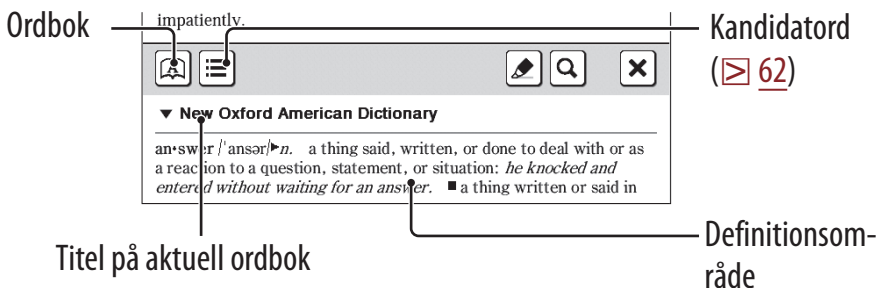 Ordbok
impatiently.
Kandidatord
( 62)
▼ New Oxford American Dictionary
an•swer /ˈansər/▶n. a thing said, written, or done to deal with or as
a reaction to a question, statement, or situation: he knocked and
entered without waiting for an answer. ■ a thing written or said in
Titel på aktuell ordbok
Definitionsom-
råde